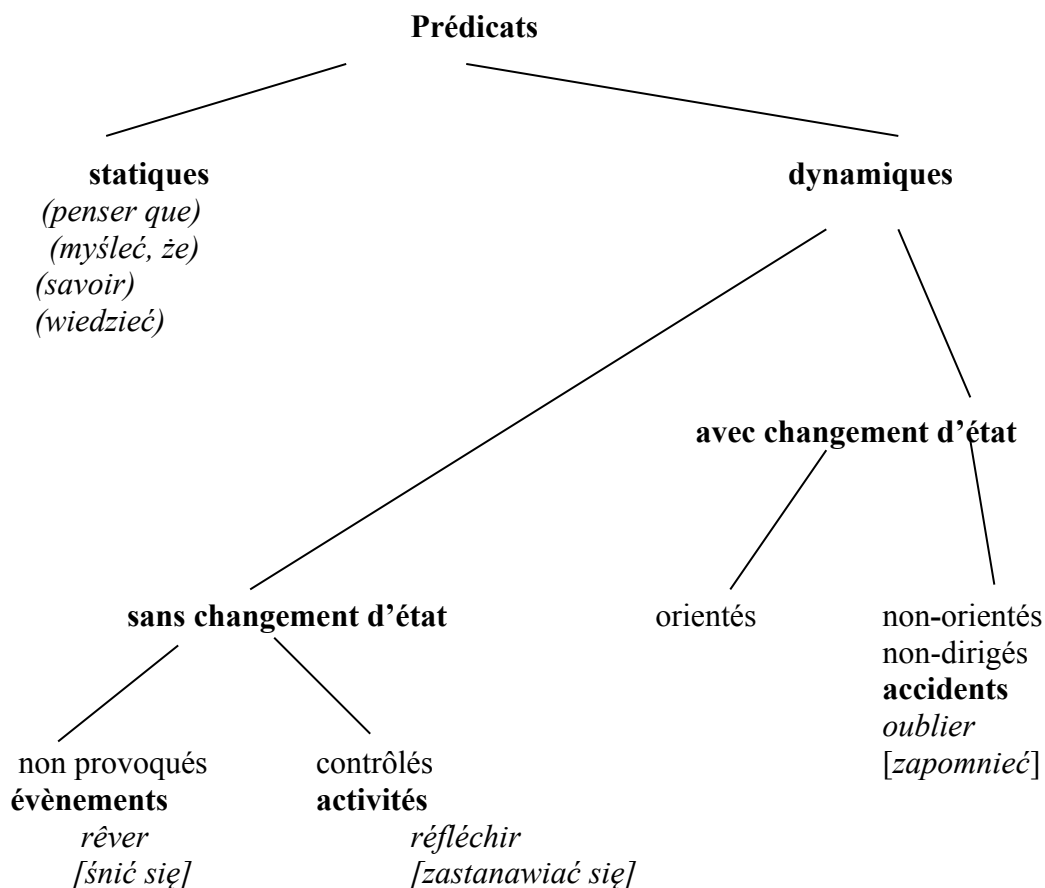 Prédicats
statiques
dynamiques
(penser que)
(myśleć, że)
(savoir)
(wiedzieć)
avec changement d’état
sans changement d’état
orientés
non-orientés
non-dirigés
accidents
oublier
[zapomnieć]
non provoqués
évènements
rêver
[śnić się]
contrôlés
activités
réfléchir
[zastanawiać się]